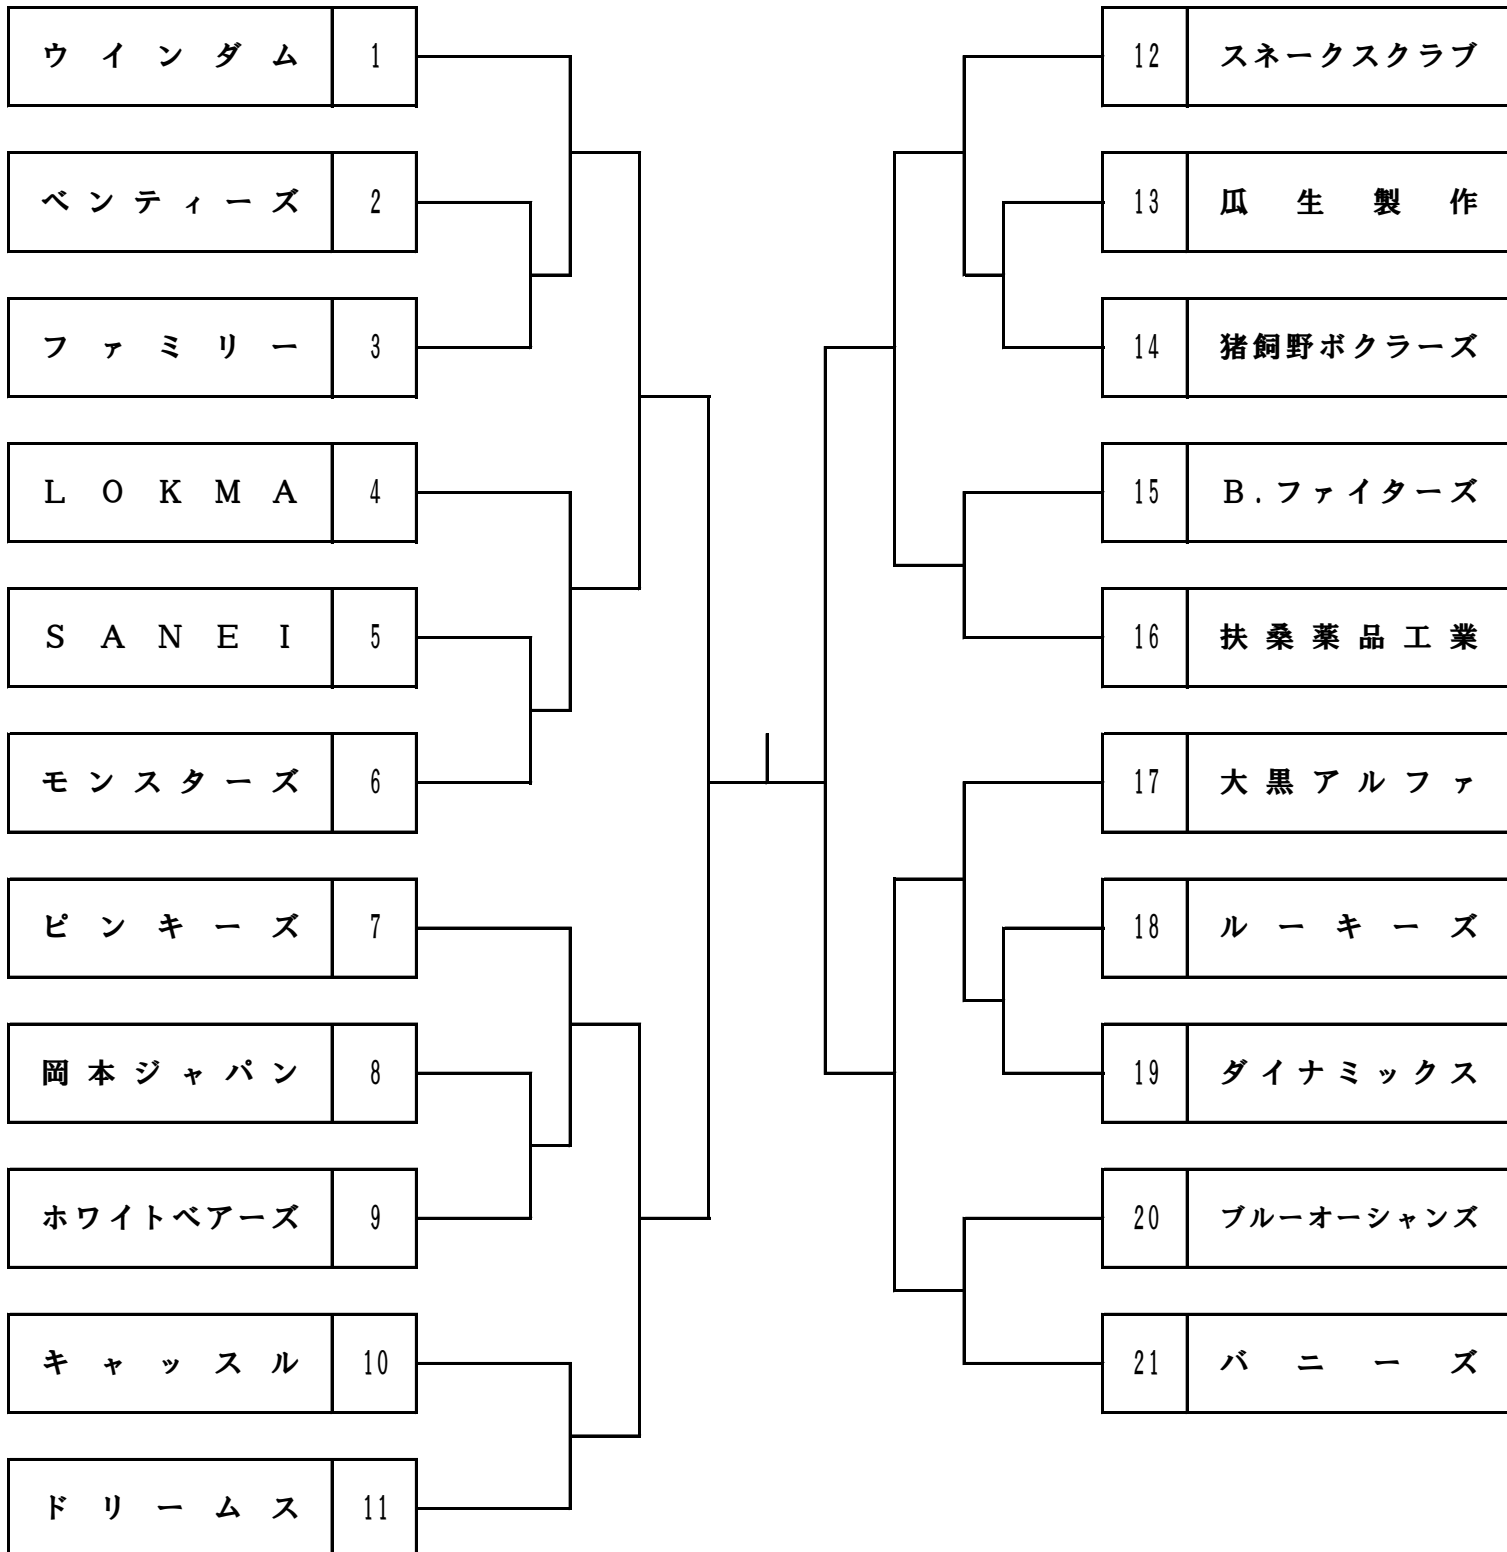 ウインダム 1
ベンティーズ 2
ファミリー 3
LOKMA 4
SANEI 5
モンスターズ 6
ピンキーズ 7
岡本ジャパン 8
ホワイトベアーズ 9
キャッスル 10
ドリームス 11
12 スネークスクラブ
13 瓜生製作
14 猪飼野ボクラーズ
15 B.ファイターズ
16 扶桑薬品工業
17 大黒アルファ
18 ルーキーズ
19 ダイナミックス
20 ブルーオーシャンズ
21 バニーズ